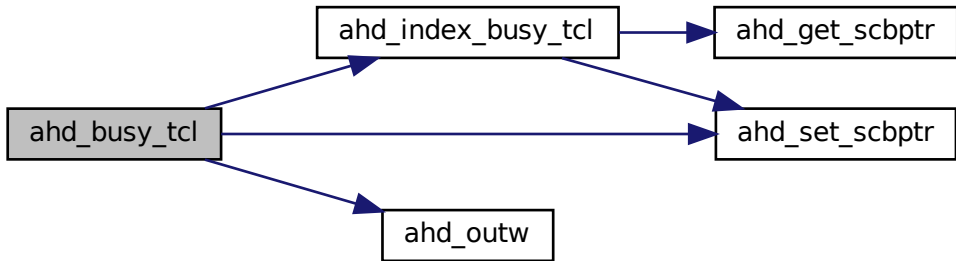 ahd_index_busy_tcl
ahd_get_scbptr
ahd_busy_tcl
ahd_set_scbptr
ahd_outw